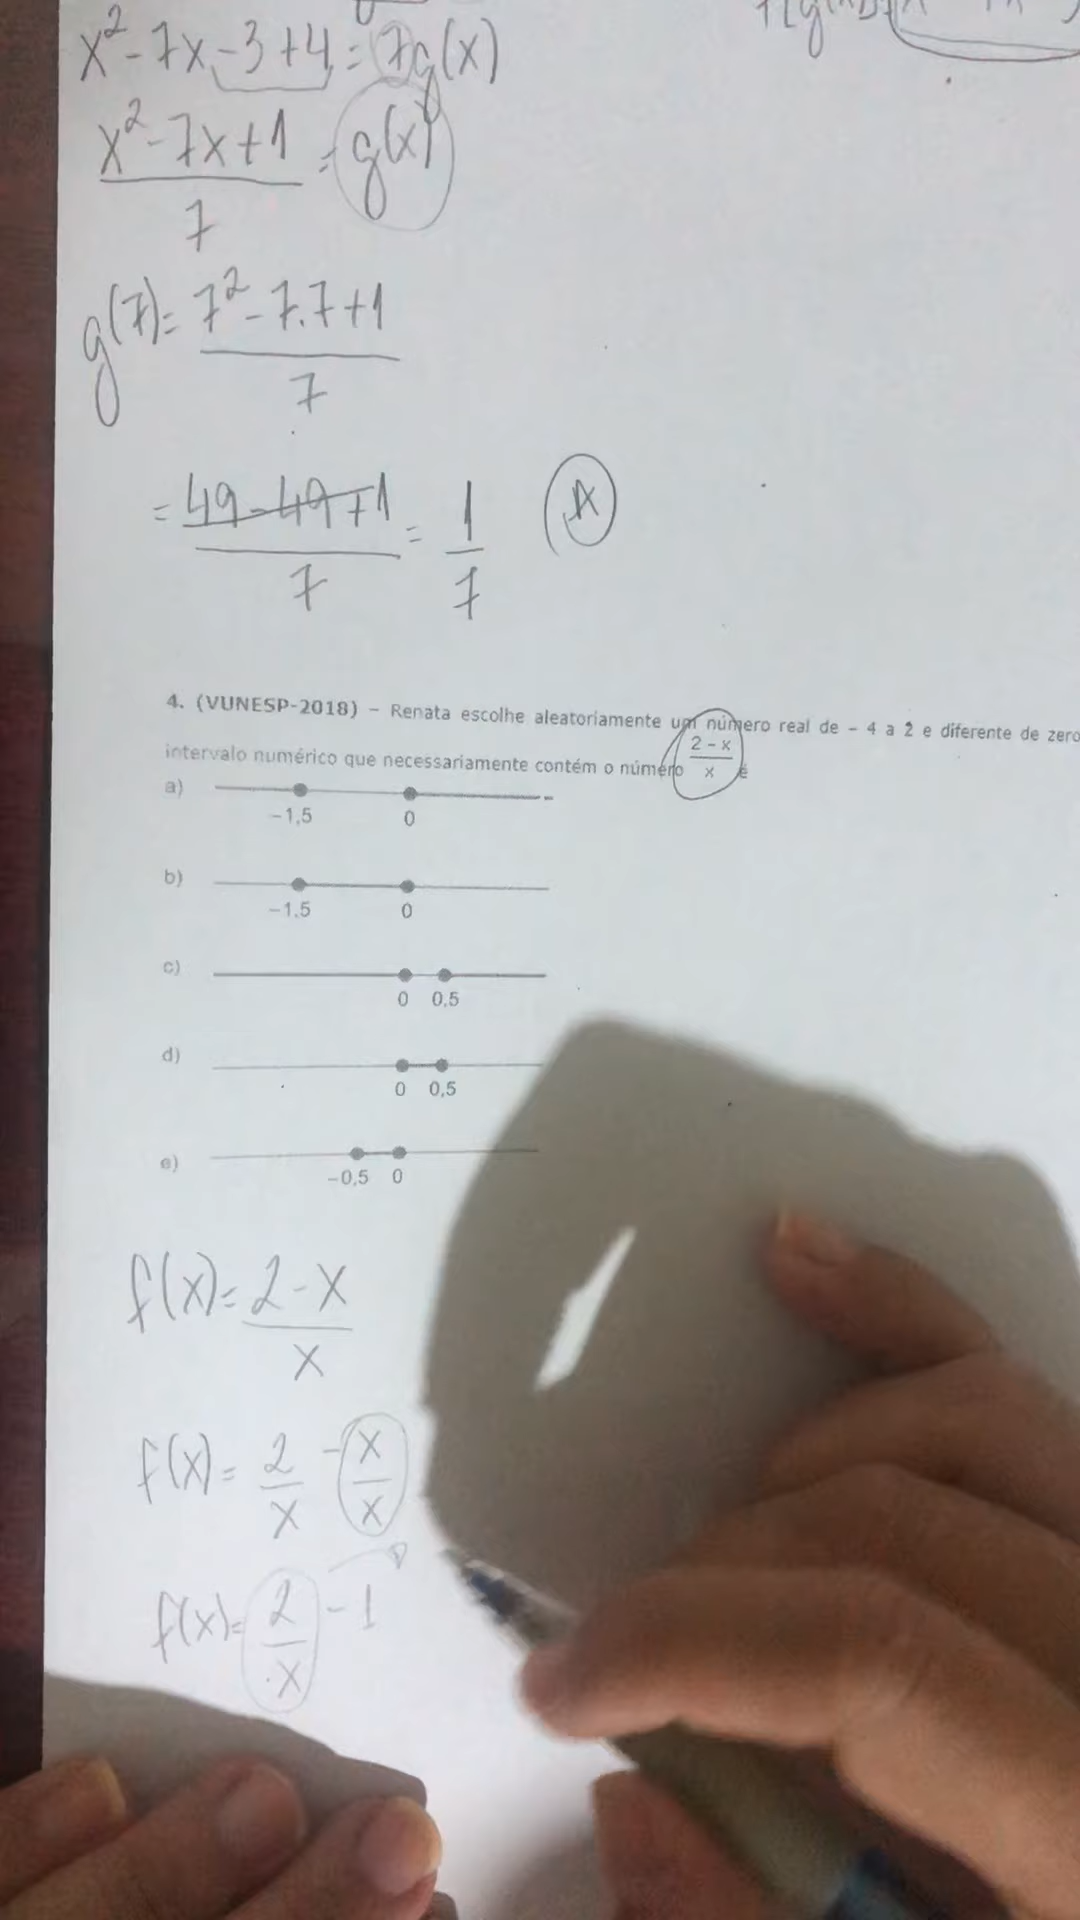 x² - 7x - 3 + 4 = 7g(x)
x² - 7x + 1 = g(x)
7
g(7) = 7² - 7.7 + 1
7
= 49 - 49 + 1 = 1
7 7
A
4. (VUNESP-2018) – Renata escolhe aleatoriamente um número real de – 4 a 2 e diferente de zero
intervalo numérico que necessariamente contém o número 2 – x / x é
a)
–1,5 0
b)
–1,5 0
c)
0 0,5
d)
0 0,5
e)
–0,5 0
f(x) = 2 - x
x
f(x) = 2 - x
x x
f(x) = 2 - 1
x